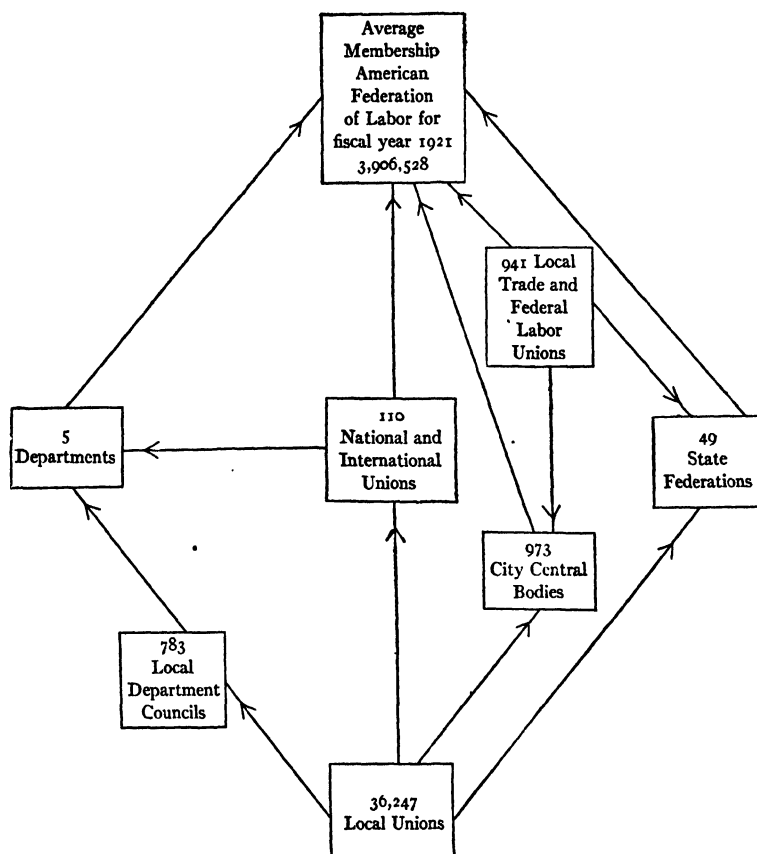 Average
Membership
American
Federation
of Labor for
fiscal year 1921
3,906,528
941 Local
Trade and
Federal
Labor
Unions
5
Departments
110
National and
International
Unions
49
State
Federations
973
City Central
Bodies
783
Local
Department
Councils
36,247
Local Unions